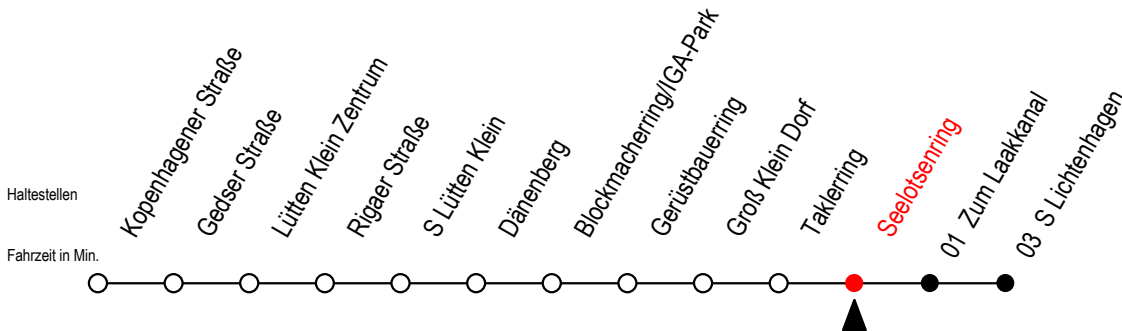 Kopenhagener Straße
Gedser Straße
Lütten Klein Zentrum
Rigaer Straße
S Lütten Klein
Dänenberg
Blockmacherring/IGA-Park
Gerüstbauerring
Groß Klein Dorf
Taklerring
Seelotsenring
01 Zum Laakkanal
03 S Lichtenhagen
Haltestellen
Fahrzeit in Min.